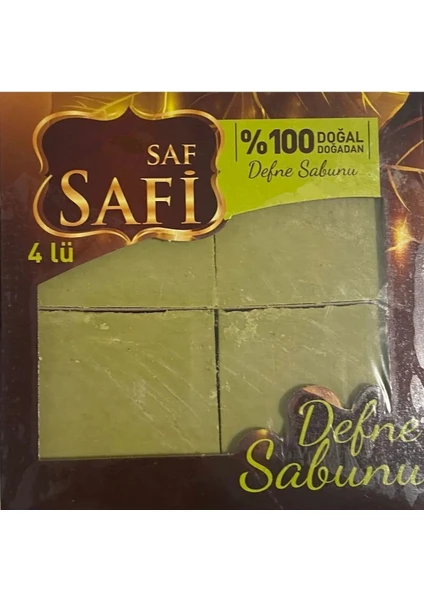 SAF
SAFİ
%100 DOĞAL
DOĞADAN
Defne Sabunu
4 lü
Defne
Sabunu